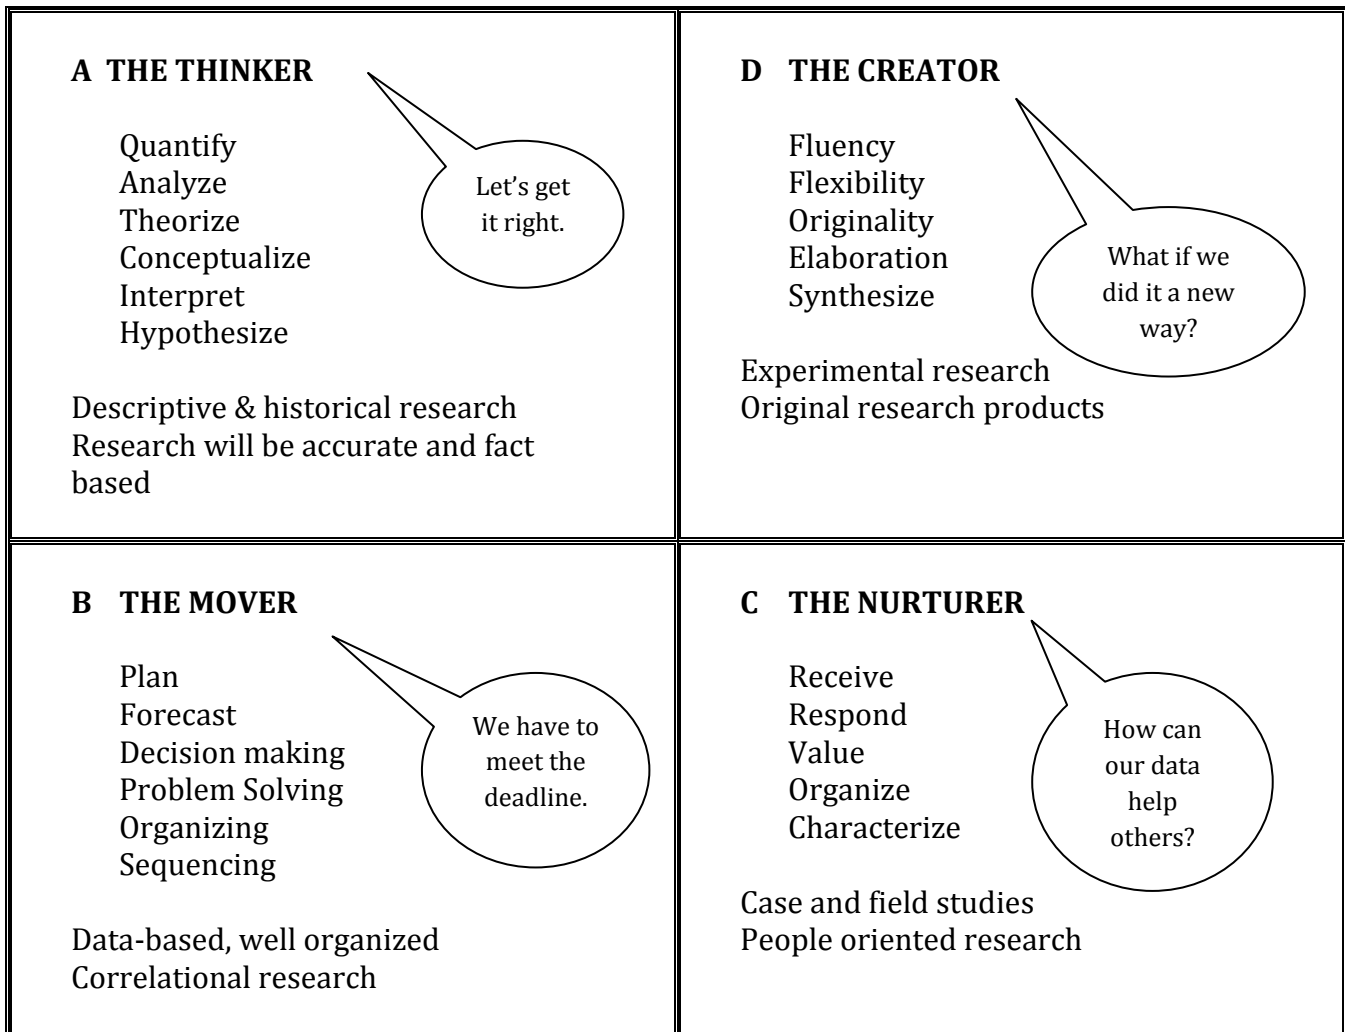 A THE THINKER
Quantify
Analyze
Theorize
Conceptualize
Interpret
Hypothesize
Let’s get
it right.
Descriptive & historical research
Research will be accurate and fact
based
D THE CREATOR
Fluency
Flexibility
Originality
Elaboration
Synthesize
What if we
did it a new
way?
Experimental research
Original research products
B THE MOVER
Plan
Forecast
Decision making
Problem Solving
Organizing
Sequencing
We have to
meet the
deadline.
Data-based, well organized
Correlational research
C THE NURTURER
Receive
Respond
Value
Organize
Characterize
How can
our data
help
others?
Case and field studies
People oriented research